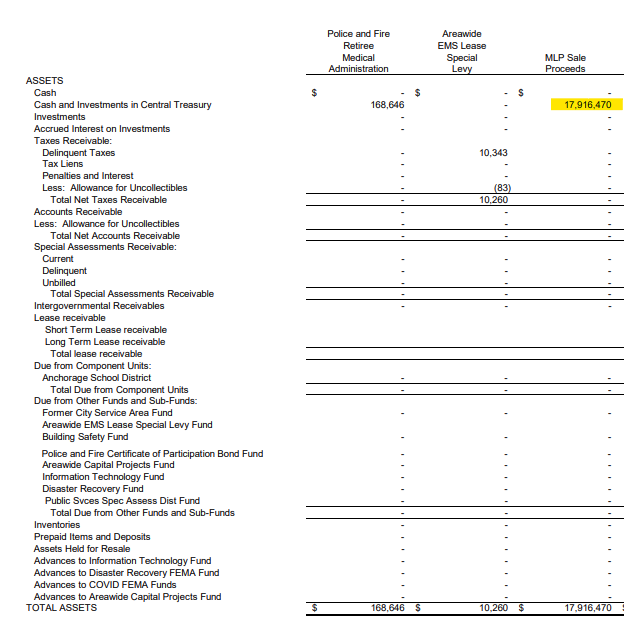 Police and Fire Retiree Medical Administration Areawide EMS Lease Special Levy MLP Sale Proceeds
ASSETS
Cash $ - $ - $ -
Cash and Investments in Central Treasury 168,646 - 17,916,470
Investments - - -
Accrued Interest on Investments - - -
Taxes Receivable:
Delinquent Taxes - 10,343 -
Tax Liens - - -
Penalties and Interest - - -
Less: Allowance for Uncollectibles - (83) -
Total Net Taxes Receivable - 10,260 -
Accounts Receivable - - -
Less: Allowance for Uncollectibles - - -
Total Net Accounts Receivable - - -
Special Assessments Receivable:
Current - - -
Delinquent - - -
Unbilled - - -
Total Special Assessments Receivable - - -
Intergovernmental Receivables - - -
Lease receivable
Short Term Lease receivable
Long Term Lease receivable
Total lease receivable
Due from Component Units:
Anchorage School District - - -
Total Due from Component Units - - -
Due from Other Funds and Sub-Funds:
Former City Service Area Fund - - -
Areawide EMS Lease Special Levy Fund
Building Safety Fund - - -
Police and Fire Certificate of Participation Bond Fund - - -
Areawide Capital Projects Fund - - -
Information Technology Fund - - -
Disaster Recovery Fund - - -
Public Svces Spec Assess Dist Fund - - -
Total Due from Other Funds and Sub-Funds - - -
Inventories - - -
Prepaid Items and Deposits - - -
Assets Held for Resale - - -
Advances to Information Technology Fund - - -
Advances to Disaster Recovery FEMA Fund - - -
Advances to COVID FEMA Funds - - -
Advances to Areawide Capital Projects Fund - - -
TOTAL ASSETS $ 168,646 $ 10,260 $ 17,916,470